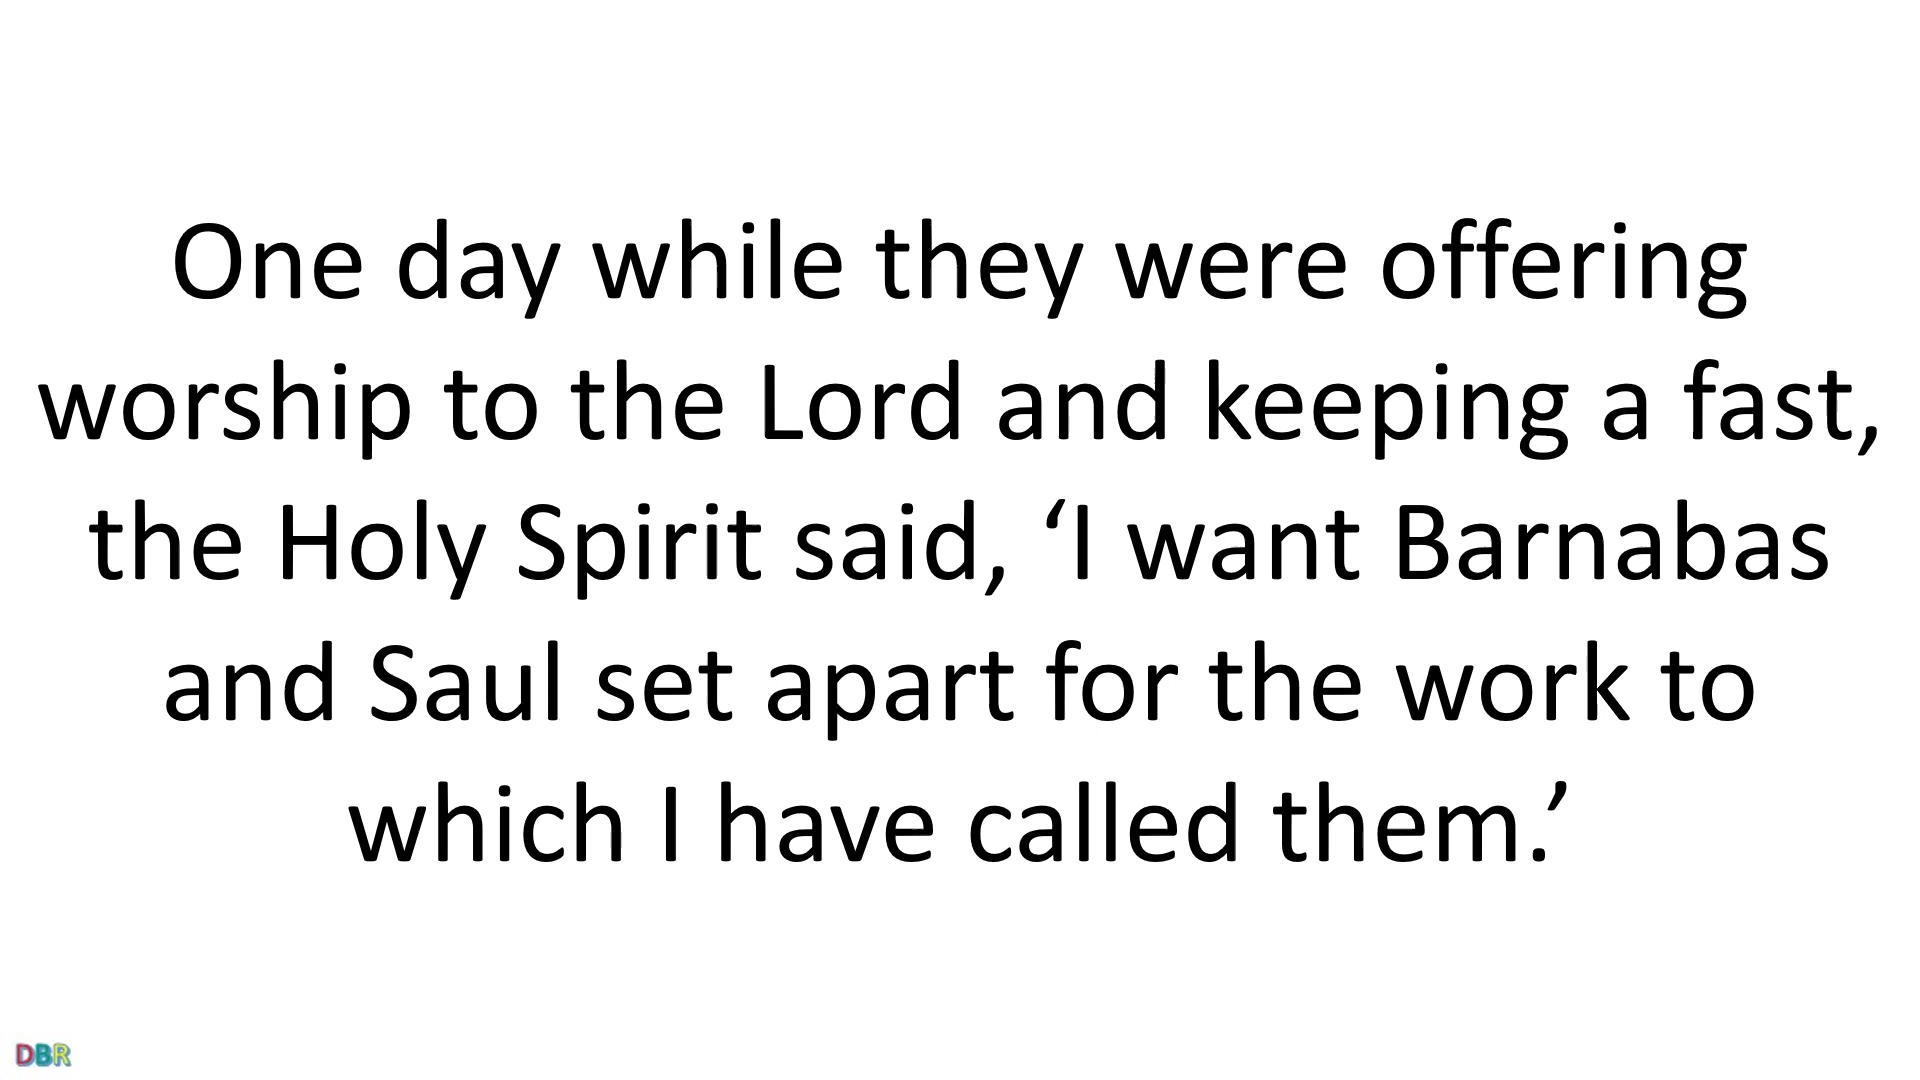 One day while they were offering
worship to the Lord and keeping a fast,
the Holy Spirit said, ‘I want Barnabas
and Saul set apart for the work to
which I have called them.’
DBR